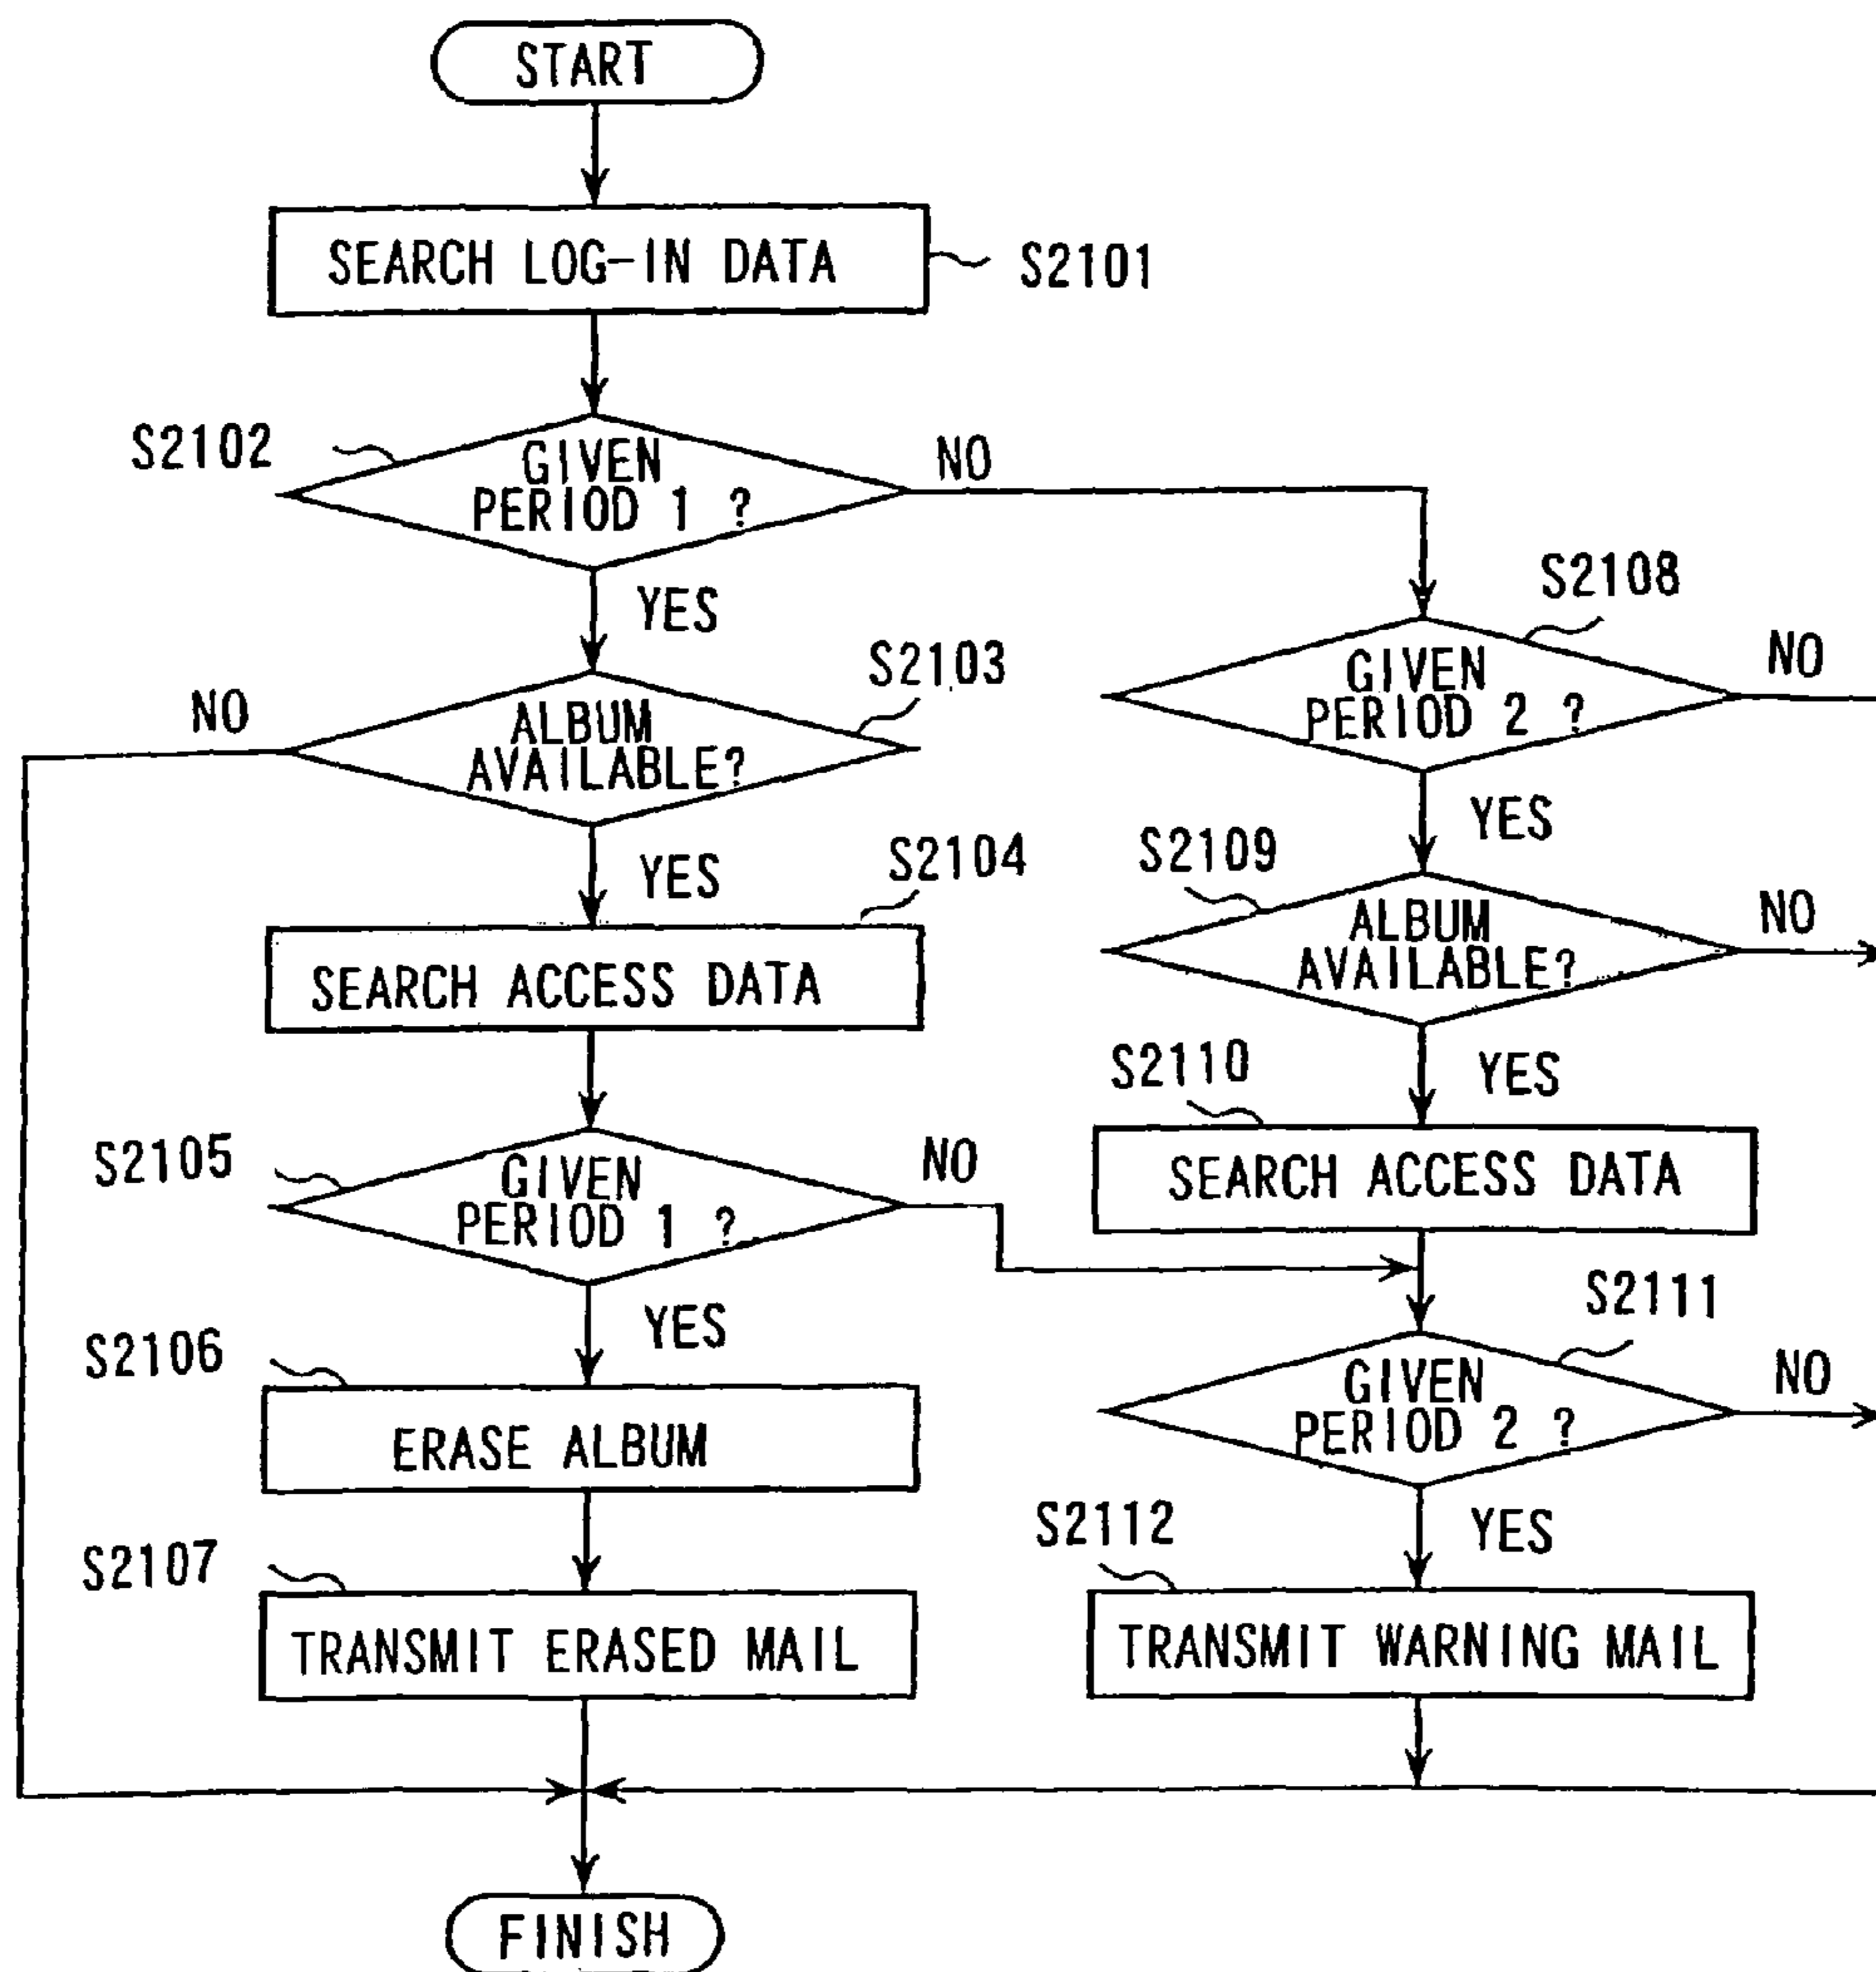 START
SEARCH LOG-IN DATA
S2101
S2102
GIVEN
PERIOD 1 ?
NO
YES
S2103
ALBUM
AVAILABLE?
NO
YES
S2104
SEARCH ACCESS DATA
S2105
GIVEN
PERIOD 1 ?
NO
YES
S2106
ERASE ALBUM
S2107
TRANSMIT ERASED MAIL
S2108
GIVEN
PERIOD 2 ?
NO
YES
S2109
ALBUM
AVAILABLE?
NO
YES
S2110
SEARCH ACCESS DATA
S2111
GIVEN
PERIOD 2 ?
NO
YES
S2112
TRANSMIT WARNING MAIL
FINISH